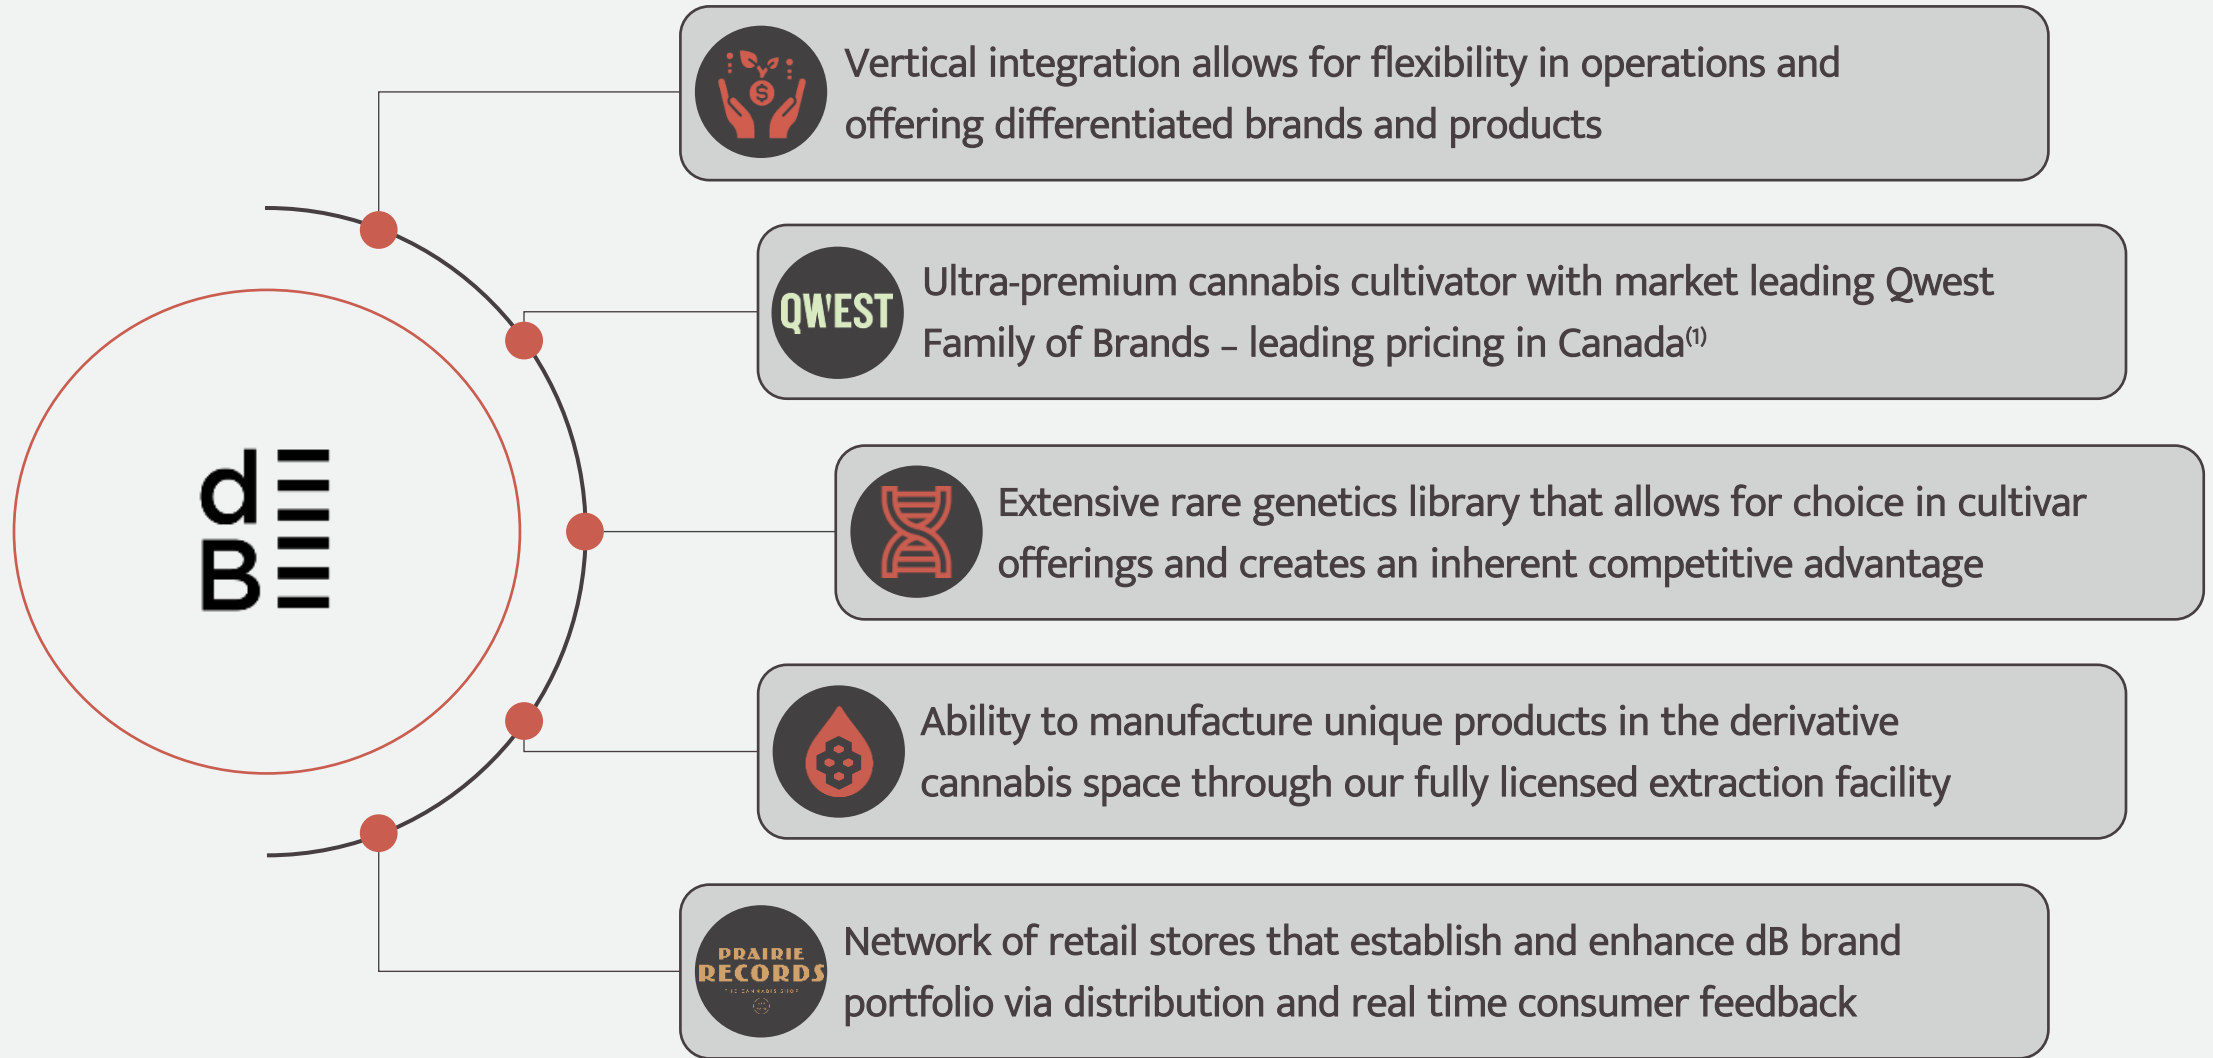 Vertical integration allows for flexibility in operations and
offering differentiated brands and products
QWEST
Ultra-premium cannabis cultivator with market leading Qwest
Family of Brands – leading pricing in Canada(1)
dB
Extensive rare genetics library that allows for choice in cultivar
offerings and creates an inherent competitive advantage
Ability to manufacture unique products in the derivative
cannabis space through our fully licensed extraction facility
PRAIRIE
RECORDS
THE CANNABIS SHOP
Network of retail stores that establish and enhance dB brand
portfolio via distribution and real time consumer feedback